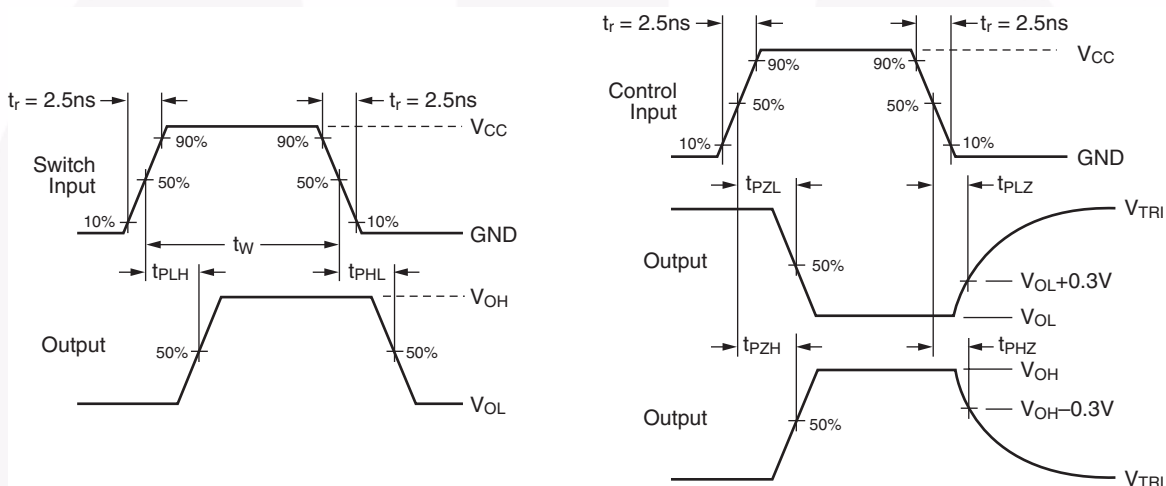 tr = 2.5ns
tr = 2.5ns
VCC
90%
90%
Switch
Input
50%
50%
10%
10%
GND
tW
tPLH
tPHL
VOH
Output
50%
50%
VOL
tr = 2.5ns
tr = 2.5ns
VCC
90%
90%
Control
Input
50%
50%
10%
10%
GND
tPZL
tPLZ
VTRI
Output
50%
VOL+0.3V
VOL
tPZH
tPHZ
VOH
VOH–0.3V
Output
50%
VTRI